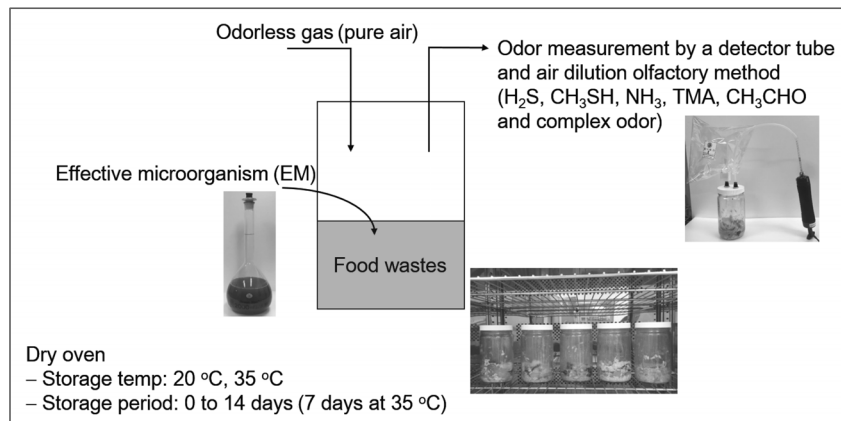 Odorless gas (pure air)
Odor measurement by a detector tube
and air dilution olfactory method
(H₂S, CH₃SH, NH₃, TMA, CH₃CHO
and complex odor)
Effective microorganism (EM)
Food wastes
Dry oven
– Storage temp: 20 °C, 35 °C
– Storage period: 0 to 14 days (7 days at 35 °C)